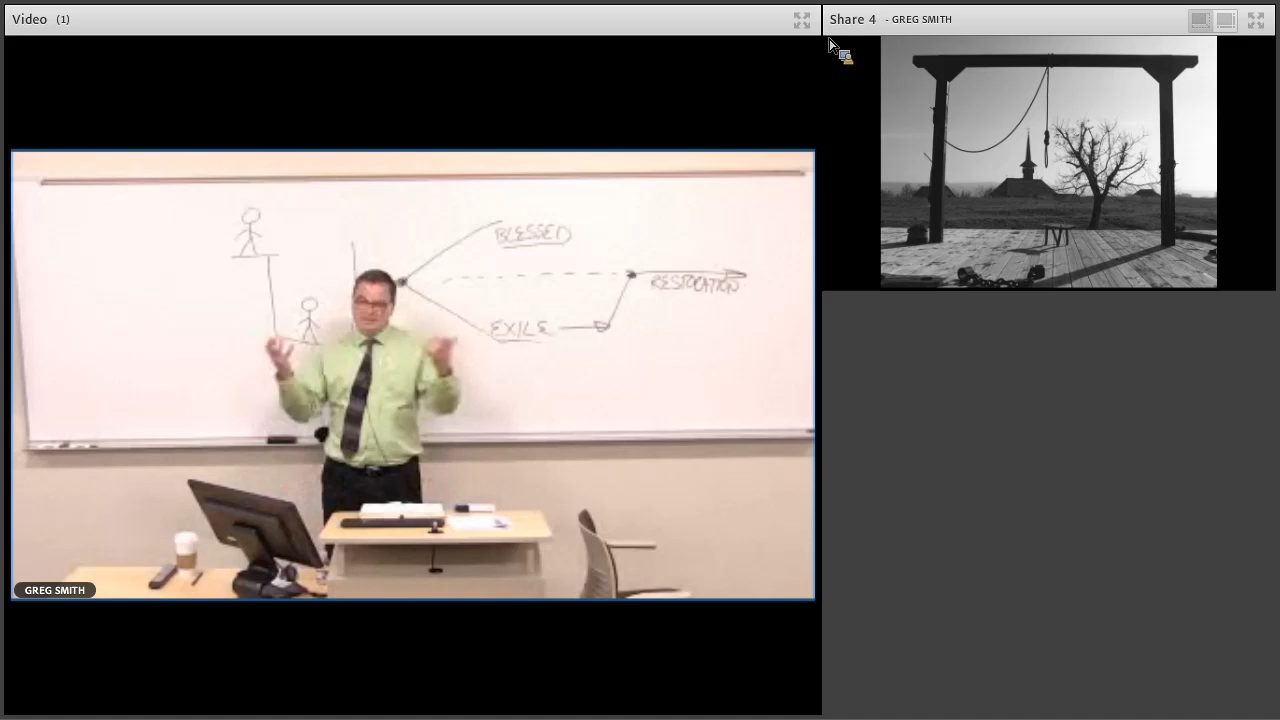 Video (1)
Share 4 - GREG SMITH
BLESSED
RESTORATION
EXILE
GREG SMITH